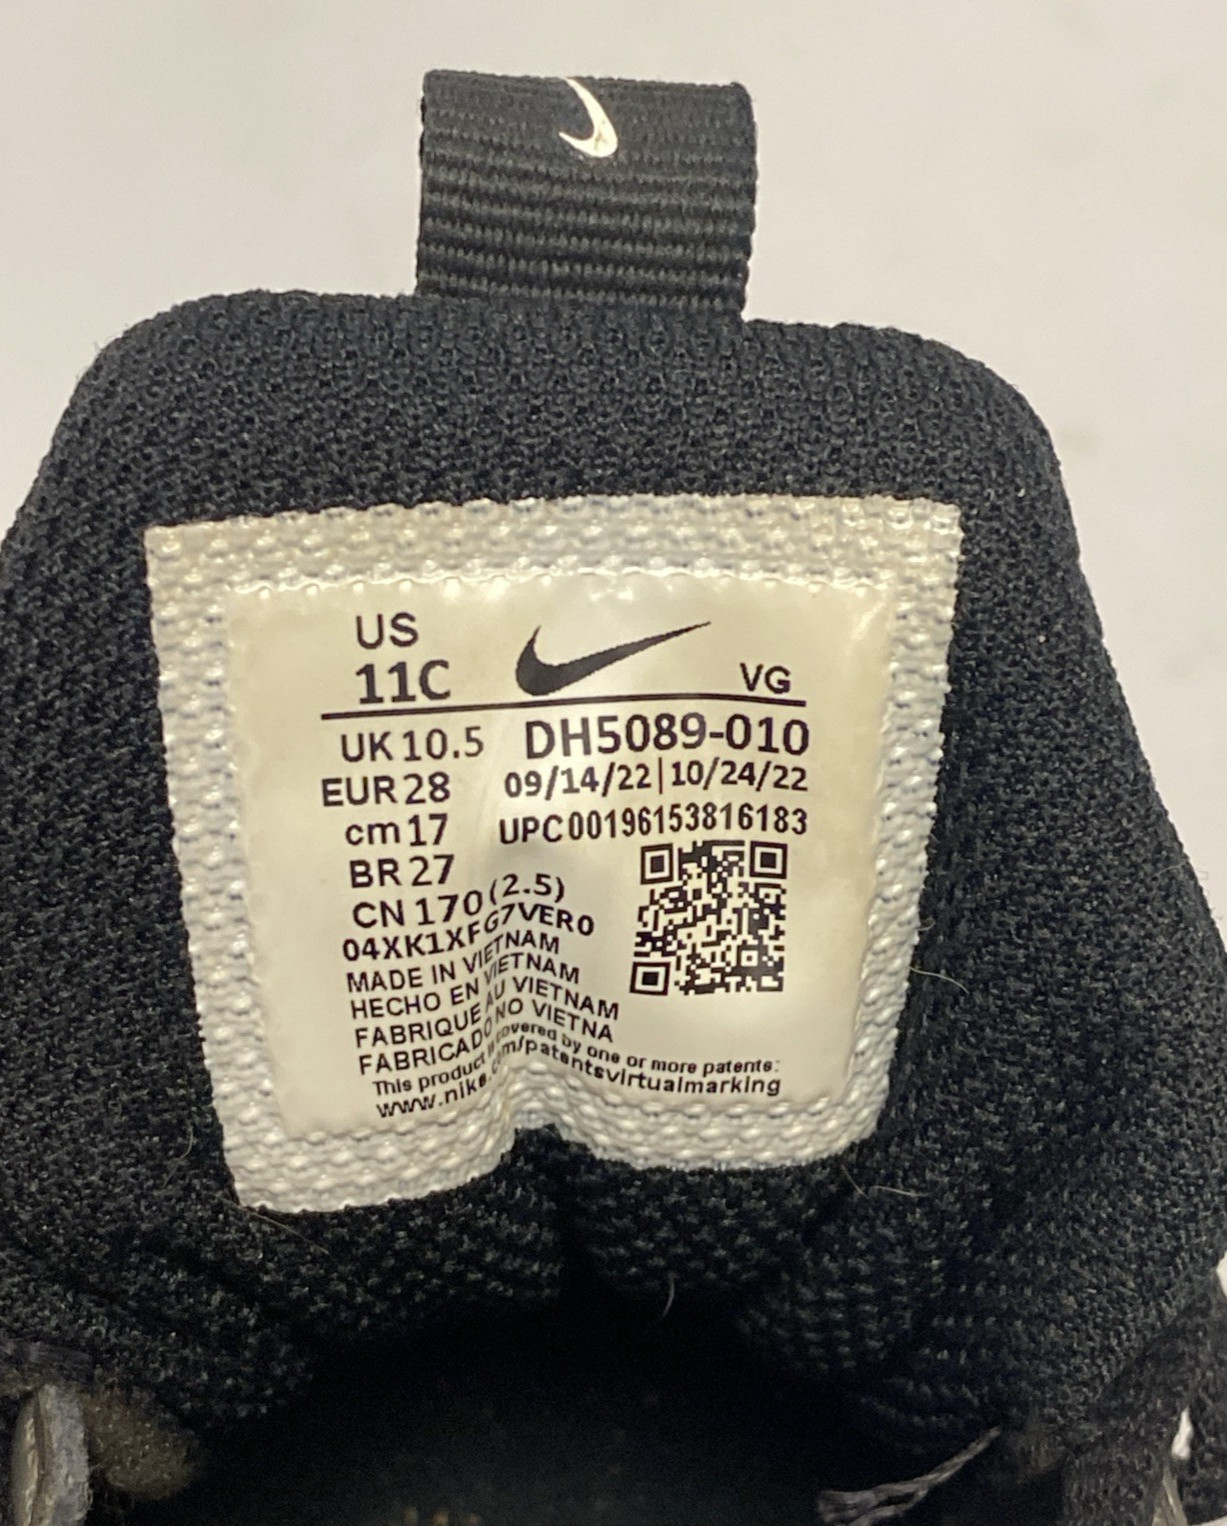 US
11C
VG
UK 10.5 DH5089-010
EUR 28 09/14/22|10/24/22
cm 17 UPC00196153816183
BR 27
CN 170 (2.5)
04XK1XFG7VER0
MADE IN VIETNAM
HECHO EN VIETNAM
FABRIQUE AU VIETNAM
FABRICADO NO VIETNA
This product is covered by one or more patents:
www.nike.com/patentsvirtualmarking